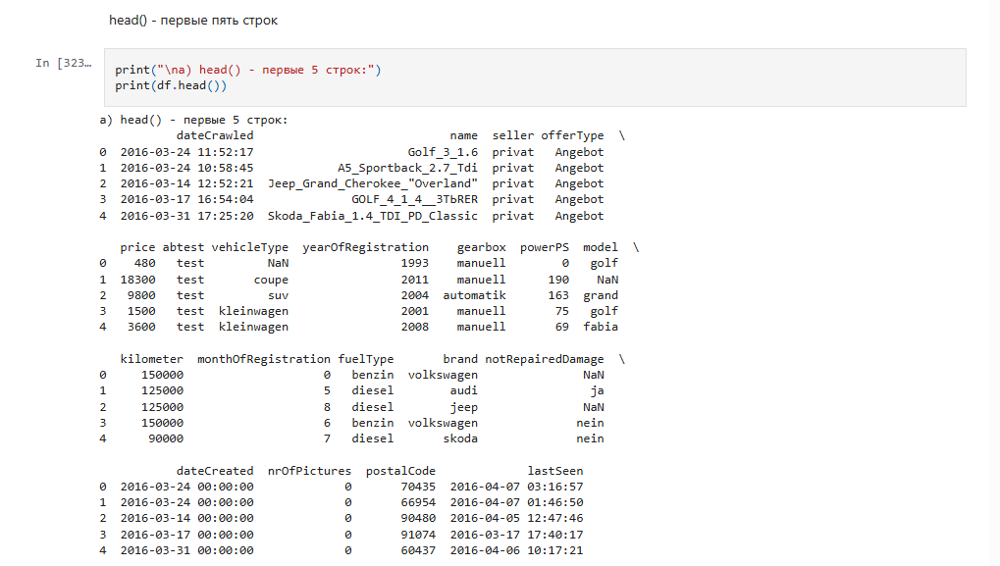 head() - первые пять строк
In [323…
print("\na) head() - первые 5 строк:")
print(df.head())
a) head() - первые 5 строк:
dateCrawled name seller offerType \
0 2016-03-24 11:52:17 Golf_3_1.6 privat Angebot
1 2016-03-24 10:58:45 A5_Sportback_2.7_Tdi privat Angebot
2 2016-03-14 12:52:21 Jeep_Grand_Cherokee_"Overland" privat Angebot
3 2016-03-17 16:54:04 GOLF_4_1_4__3TЬRER privat Angebot
4 2016-03-31 17:25:20 Skoda_Fabia_1.4_TDI_PD_Classic privat Angebot
price abtest vehicleType yearOfRegistration gearbox powerPS model \
0 480 test NaN 1993 manuell 0 golf
1 18300 test coupe 2011 manuell 190 NaN
2 9800 test suv 2004 automatik 163 grand
3 1500 test kleinwagen 2001 manuell 75 golf
4 3600 test kleinwagen 2008 manuell 69 fabia
kilometer monthOfRegistration fuelType brand notRepairedDamage \
0 150000 0 benzin volkswagen NaN
1 125000 5 diesel audi ja
2 125000 8 diesel jeep NaN
3 150000 6 benzin volkswagen nein
4 90000 7 diesel skoda nein
dateCreated nrOfPictures postalCode lastSeen
0 2016-03-24 00:00:00 0 70435 2016-04-07 03:16:57
1 2016-03-24 00:00:00 0 66954 2016-04-07 01:46:50
2 2016-03-14 00:00:00 0 90480 2016-04-05 12:47:46
3 2016-03-17 00:00:00 0 91074 2016-03-17 17:40:17
4 2016-03-31 00:00:00 0 60437 2016-04-06 10:17:21